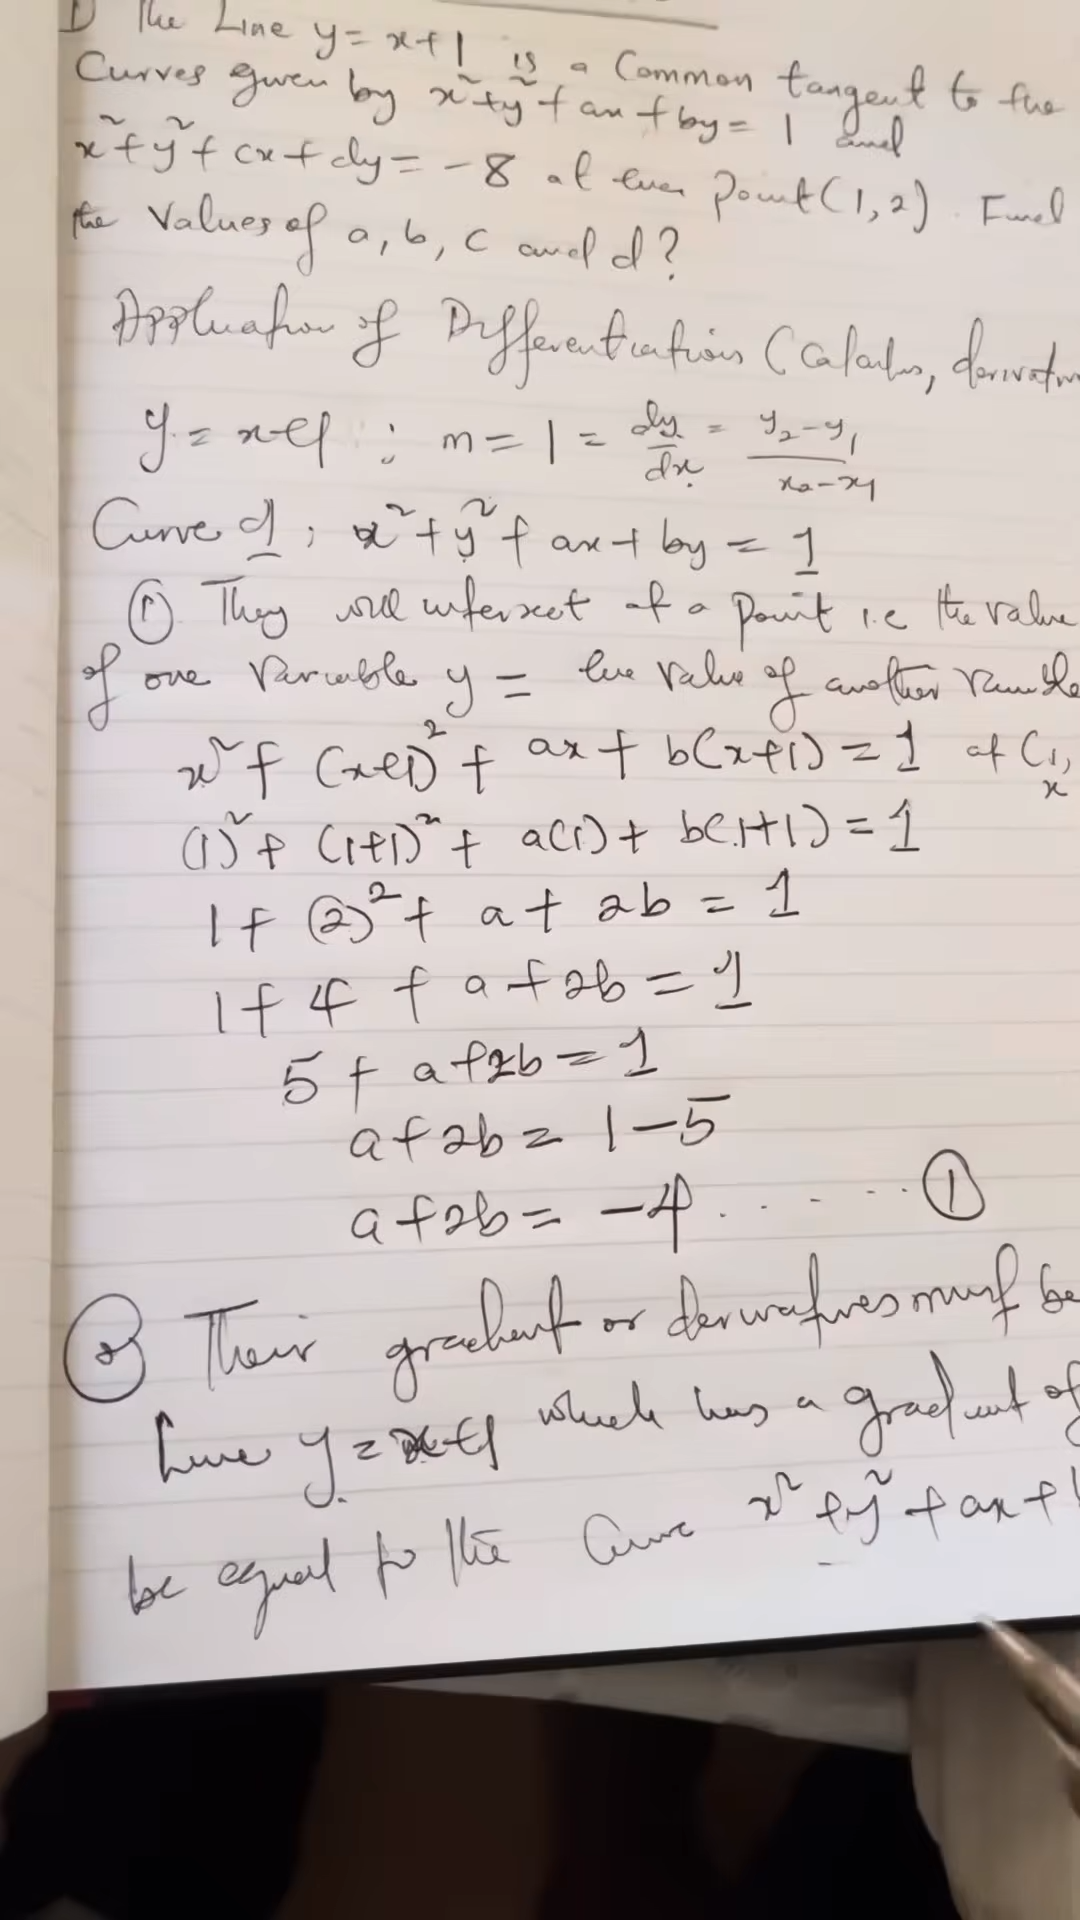 1) The Line y = x+1 is a Common tangent to the
Curves given by x²+y²+ax+by = 1 and
x²+y²+cx+dy = -8 at the Point (1,2). Find
the values of a, b, c and d?
Application of Differentiation (Calculus,
y = x+1 ; m = 1 = dy/dx = y₂-y₁/x₂-x₁
Curve 1 ; x²+y²+ax+by = 1
① They will intersect at a point i.e the value
of one Variable y = the value of another Variable
x² + (x+1)² + ax + b(x+1) = 1 at (1,
x
(1)² + (1+1)² + a(1) + b(1+1) = 1
1+ (2)² + a + 2b = 1
1+ 4 + a+2b = 1
5 + a+2b = 1
a+2b = 1-5
a+2b = -4 . . . . . . ①
② Their gradient or derivatives must be
Line y = x+1 which has a gradient of
be equal to the Curve x² + y² + ax +